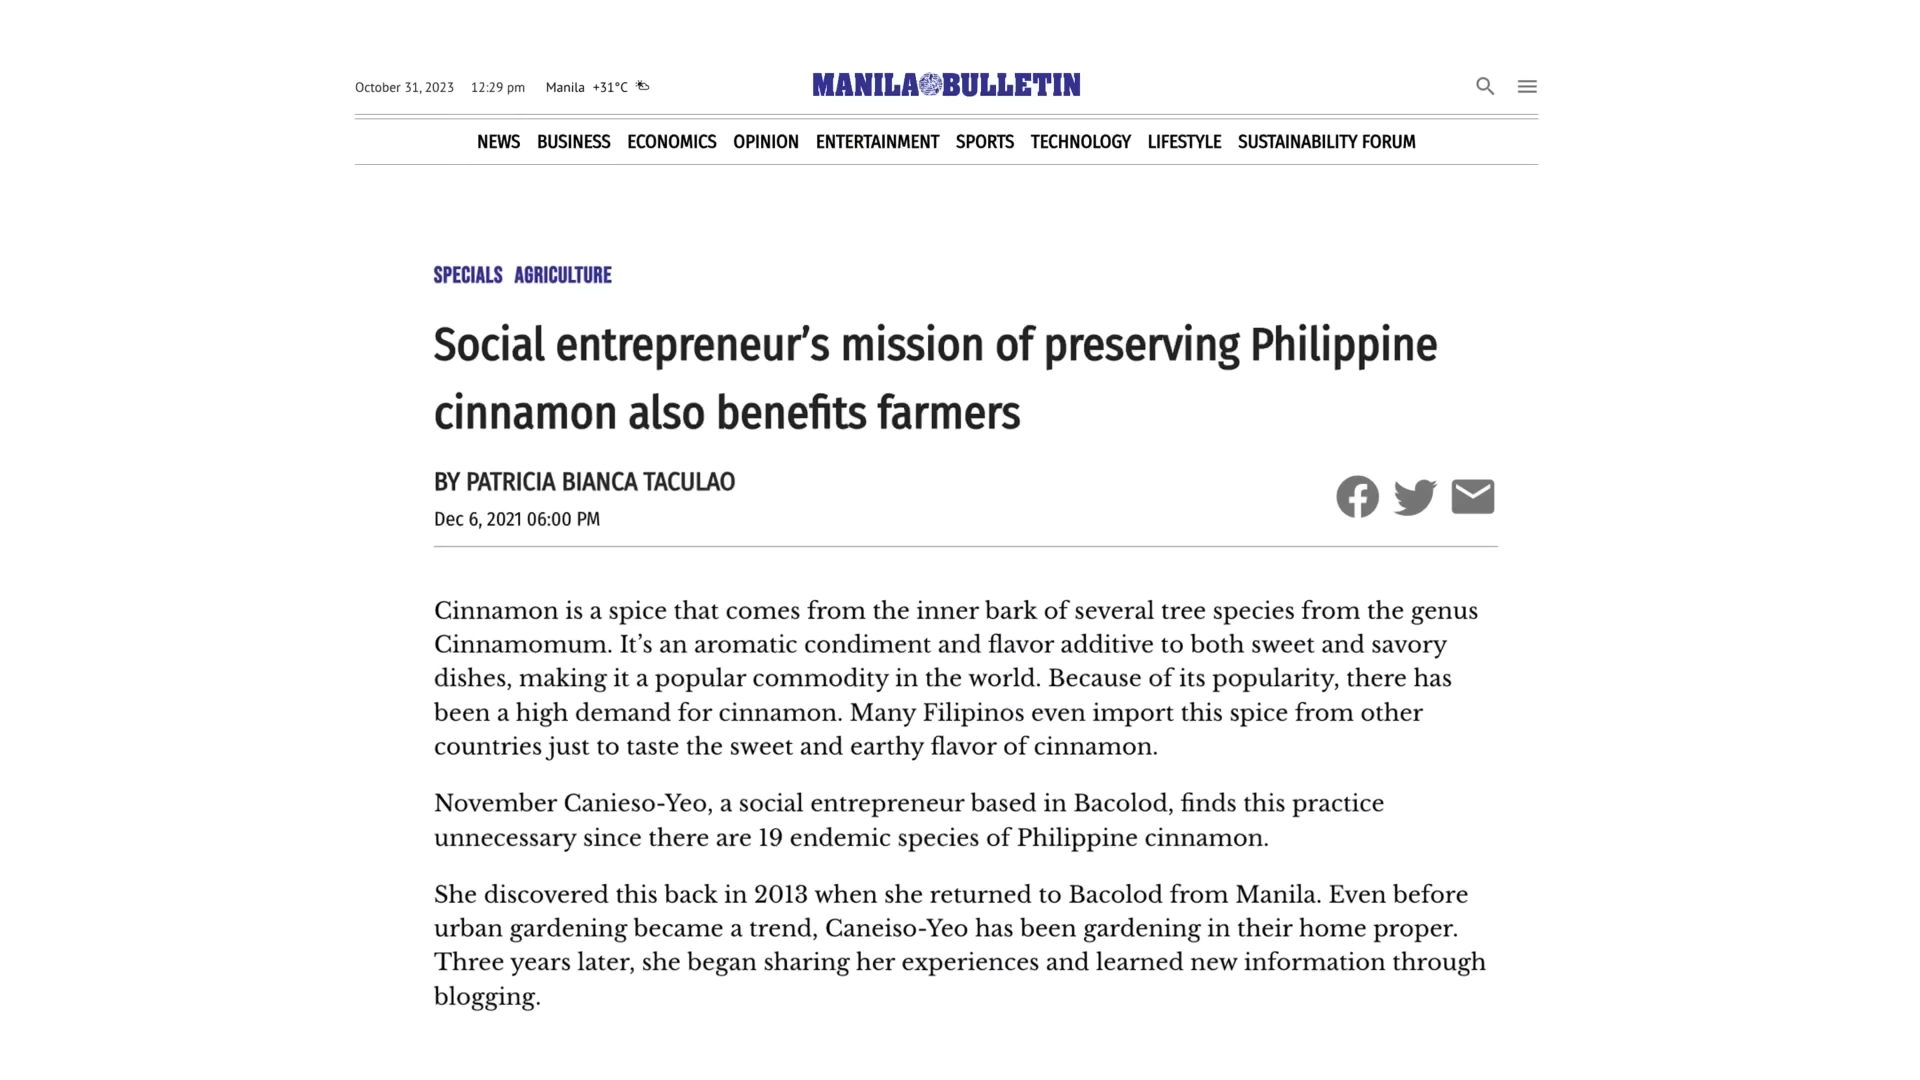 October 31, 2023 12:29 pm Manila +31°C
MANILA BULLETIN
NEWS BUSINESS ECONOMICS OPINION ENTERTAINMENT SPORTS TECHNOLOGY LIFESTYLE SUSTAINABILITY FORUM
SPECIALS AGRICULTURE
Social entrepreneur’s mission of preserving Philippine
cinnamon also benefits farmers
BY PATRICIA BIANCA TACULAO
Dec 6, 2021 06:00 PM
Cinnamon is a spice that comes from the inner bark of several tree species from the genus
Cinnamomum. It’s an aromatic condiment and flavor additive to both sweet and savory
dishes, making it a popular commodity in the world. Because of its popularity, there has
been a high demand for cinnamon. Many Filipinos even import this spice from other
countries just to taste the sweet and earthy flavor of cinnamon.
November Canieso-Yeo, a social entrepreneur based in Bacolod, finds this practice
unnecessary since there are 19 endemic species of Philippine cinnamon.
She discovered this back in 2013 when she returned to Bacolod from Manila. Even before
urban gardening became a trend, Caneiso-Yeo has been gardening in their home proper.
Three years later, she began sharing her experiences and learned new information through
blogging.